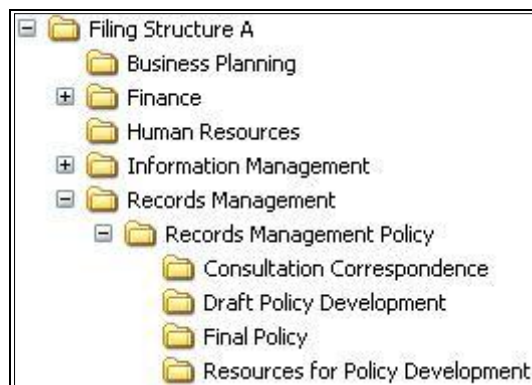 Filing Structure A
Business Planning
Finance
Human Resources
Information Management
Records Management
Records Management Policy
Consultation Correspondence
Draft Policy Development
Final Policy
Resources for Policy Development